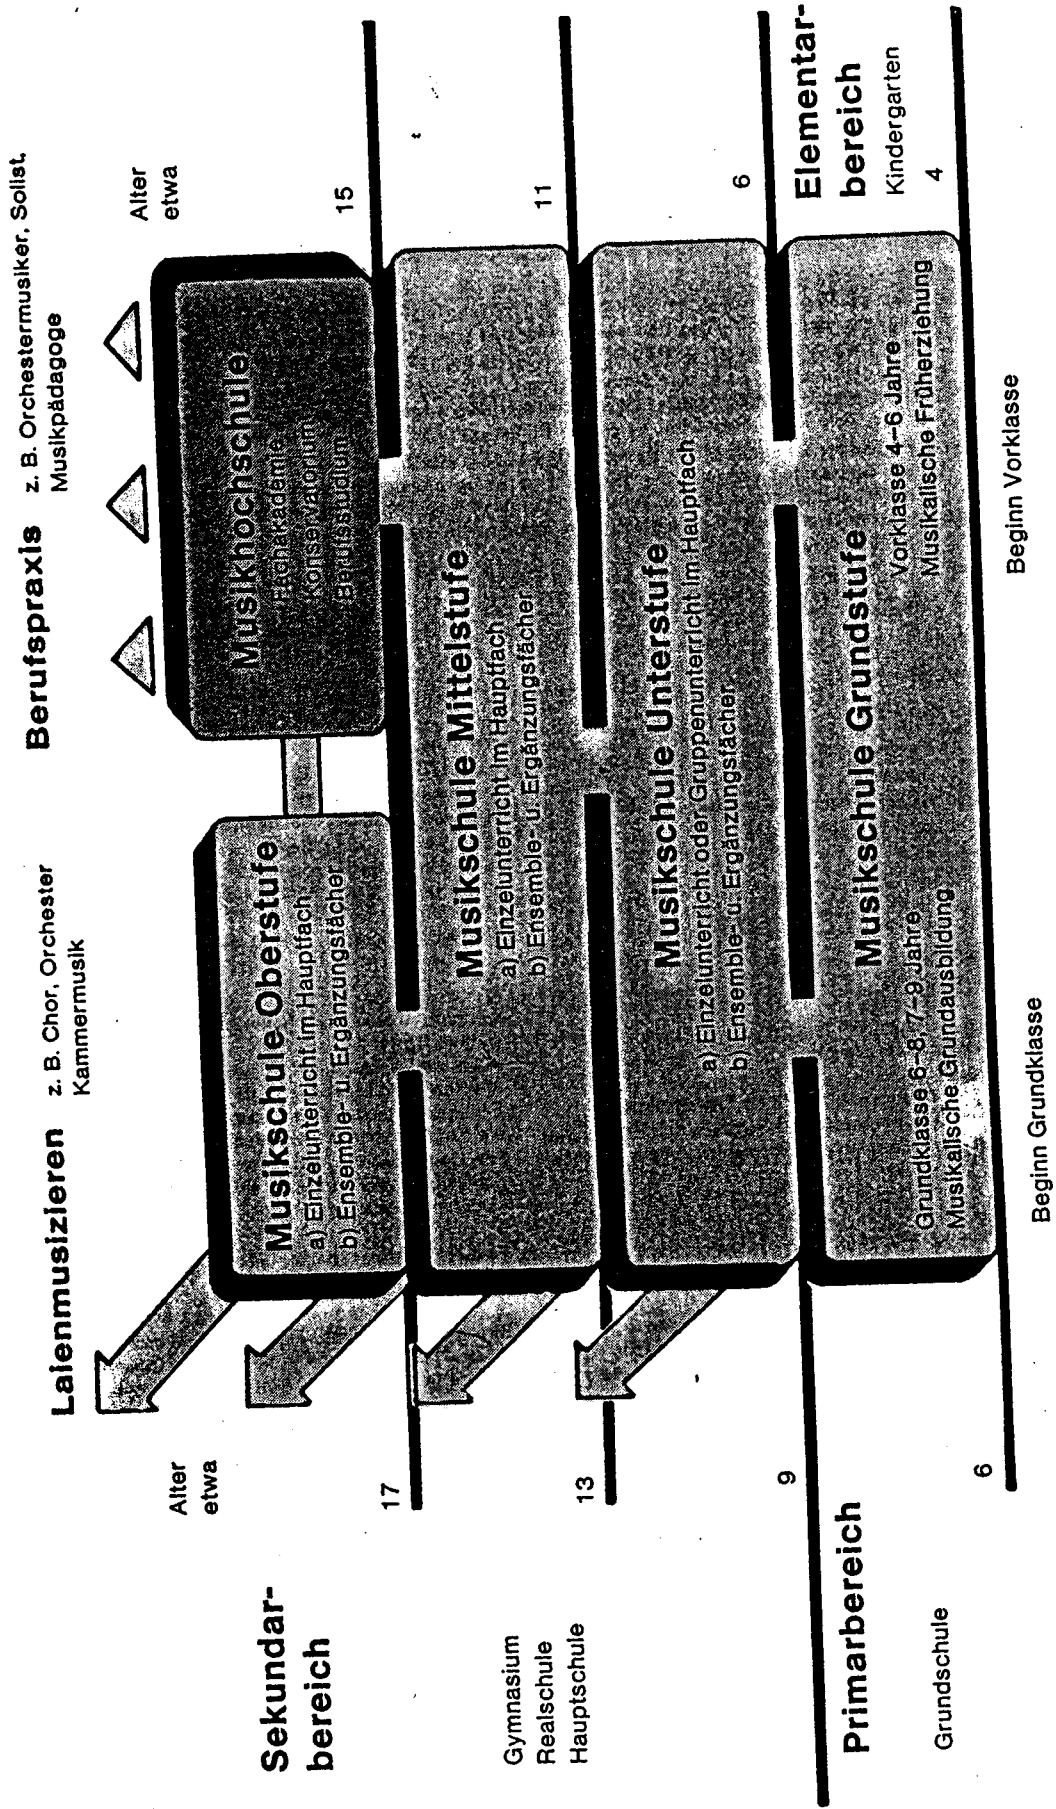 Laienmusizieren z. B. Chor, Orchester
Kammermusik
Berufspraxis z. B. Orchestermusiker, Solist,
Musikpädagoge
Alter
etwa
Alter
etwa
Sekundar-
bereich
Gymnasium
Realschule
Hauptschule
17
13
9
6
Primarbereich
Grundschule
Musikschule Oberstufe
a) Einzelunterricht im Hauptfach
b) Ensemble- u. Ergänzungsfächer
Musikhochschule
Fachakademie
Konservatorium
Berufsstudium
Musikschule Mittelstufe
a) Einzelunterricht im Hauptfach
b) Ensemble- u. Ergänzungsfächer
Musikschule Unterstufe
a) Einzelunterricht oder Gruppenunterricht im Hauptfach
b) Ensemble- u. Ergänzungsfächer
Musikschule Grundstufe
Grundklasse 6–8, 7–9 Jahre
Musikalische Grundausbildung
Vorklasse 4–6 Jahre
Musikalische Früherziehung
15
11
6
Elementar-
bereich
Kindergarten
4
Beginn Grundklasse
Beginn Vorklasse